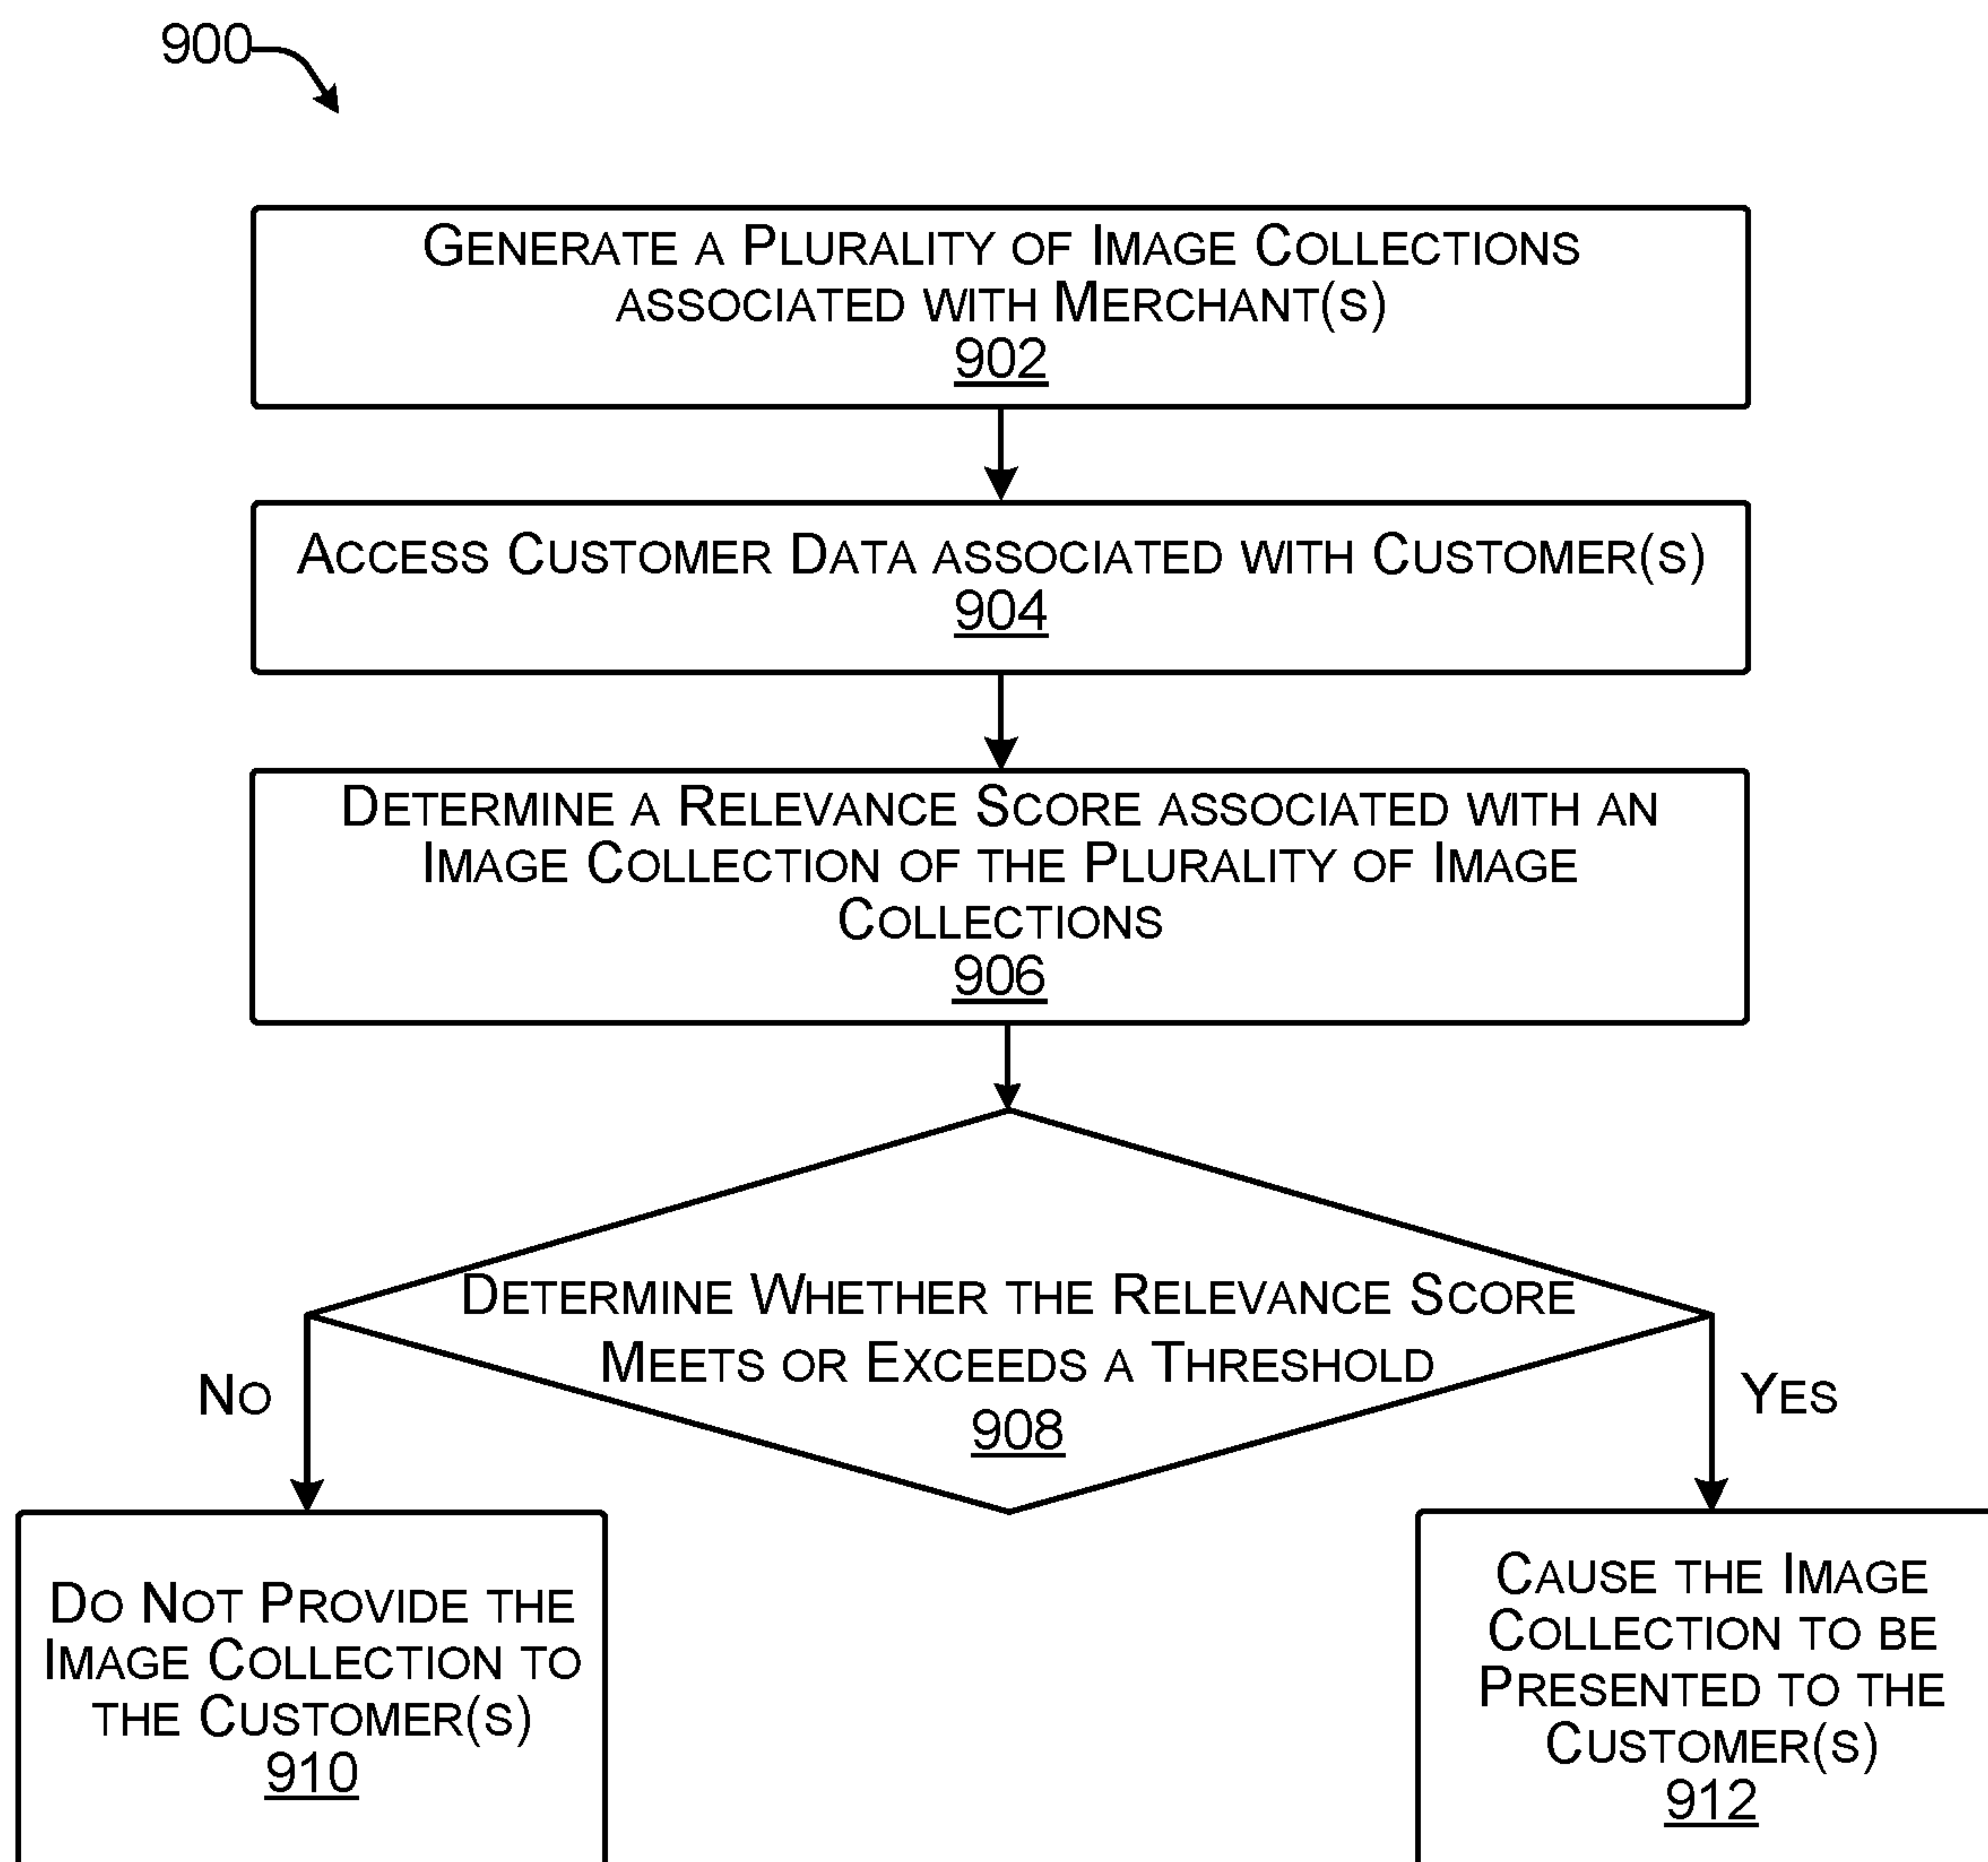 900
GENERATE A PLURALITY OF IMAGE COLLECTIONS
ASSOCIATED WITH MERCHANT(S)
902
ACCESS CUSTOMER DATA ASSOCIATED WITH CUSTOMER(S)
904
DETERMINE A RELEVANCE SCORE ASSOCIATED WITH AN
IMAGE COLLECTION OF THE PLURALITY OF IMAGE
COLLECTIONS
906
DETERMINE WHETHER THE RELEVANCE SCORE
MEETS OR EXCEEDS A THRESHOLD
908
NO
YES
DO NOT PROVIDE THE
IMAGE COLLECTION TO
THE CUSTOMER(S)
910
CAUSE THE IMAGE
COLLECTION TO BE
PRESENTED TO THE
CUSTOMER(S)
912